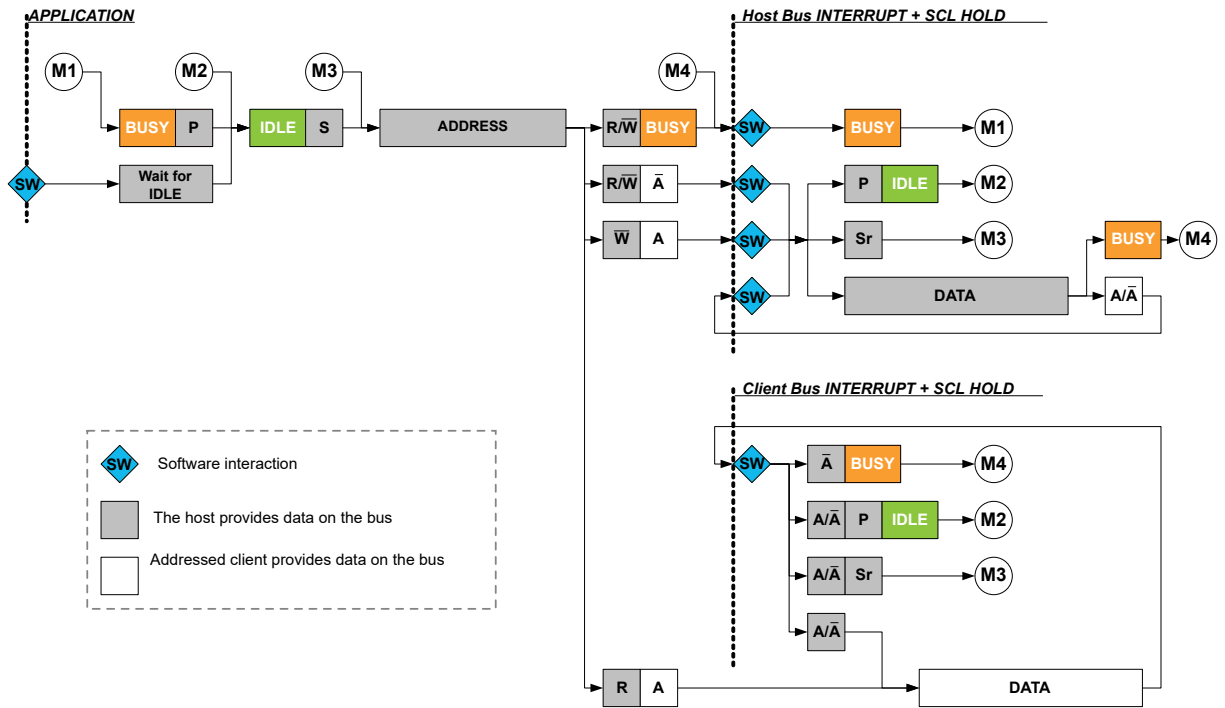 APPLICATION
Host Bus INTERRUPT + SCL HOLD
M1
M2
M3
M4
BUSY P
IDLE S
ADDRESS
R/W̅ BUSY
SW
BUSY
M1
SW
Wait for
IDLE
R/W̅ A̅
SW
P IDLE
M2
W̅ A
SW
Sr
M3
BUSY
M4
SW
DATA
A/A̅
Client Bus INTERRUPT + SCL HOLD
SW
A̅ BUSY
M4
A/A̅ P IDLE
M2
A/A̅ Sr
M3
A/A̅
R A
DATA
SW
Software interaction
The host provides data on the bus
Addressed client provides data on the bus